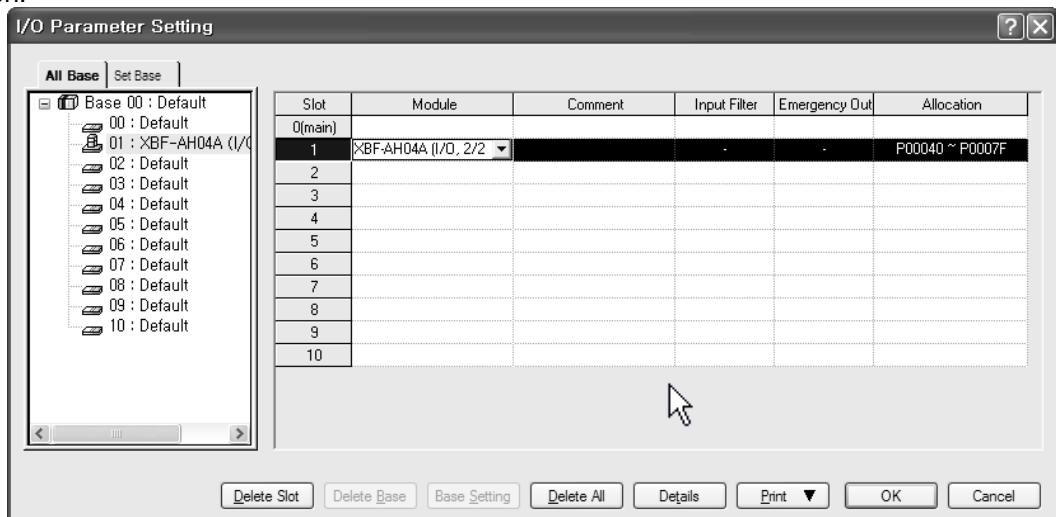 on.
I/O Parameter Setting
All Base Set Base
Base 00 : Default
00 : Default
01 : XBF-AH04A (I/O
02 : Default
03 : Default
04 : Default
05 : Default
06 : Default
07 : Default
08 : Default
09 : Default
10 : Default
Slot Module Comment Input Filter Emergency Out Allocation
0(main)
1 XBF-AH04A (I/O, 2/2 - - P00040 ~ P0007F
2
3
4
5
6
7
8
9
10
Delete Slot Delete Base Base Setting Delete All Details Print ▼ OK Cancel